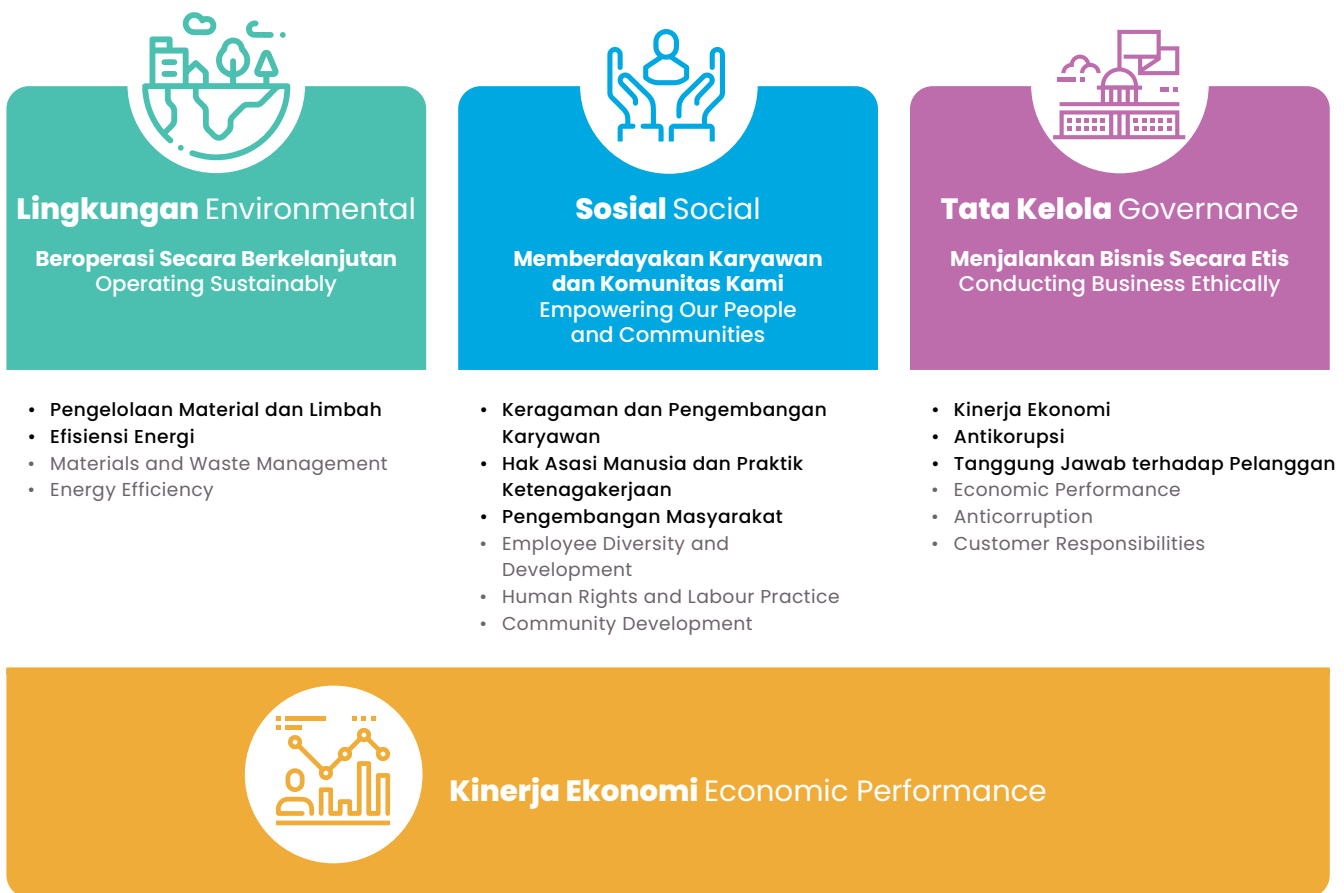 Lingkungan Environmental
Beroperasi Secara Berkelanjutan
Operating Sustainably
• Pengelolaan Material dan Limbah
• Efisiensi Energi
• Materials and Waste Management
• Energy Efficiency
Sosial Social
Memberdayakan Karyawan
dan Komunitas Kami
Empowering Our People
and Communities
• Keragaman dan Pengembangan
Karyawan
• Hak Asasi Manusia dan Praktik
Ketenagakerjaan
• Pengembangan Masyarakat
• Employee Diversity and
Development
• Human Rights and Labour Practice
• Community Development
Tata Kelola Governance
Menjalankan Bisnis Secara Etis
Conducting Business Ethically
• Kinerja Ekonomi
• Antikorupsi
• Tanggung Jawab terhadap Pelanggan
• Economic Performance
• Anticorruption
• Customer Responsibilities
Kinerja Ekonomi Economic Performance